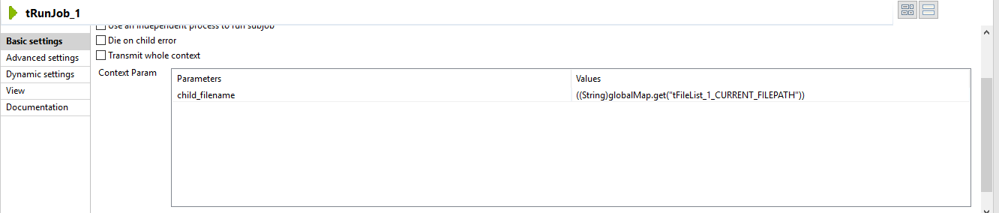 tRunJob_1
Use an independent process to run subjob
Basic settings
Die on child error
Advanced settings
Transmit whole context
Dynamic settings
Context Param
Parameters
Values
View
child_filename
((String)globalMap.get("tFileList_1_CURRENT_FILEPATH"))
Documentation